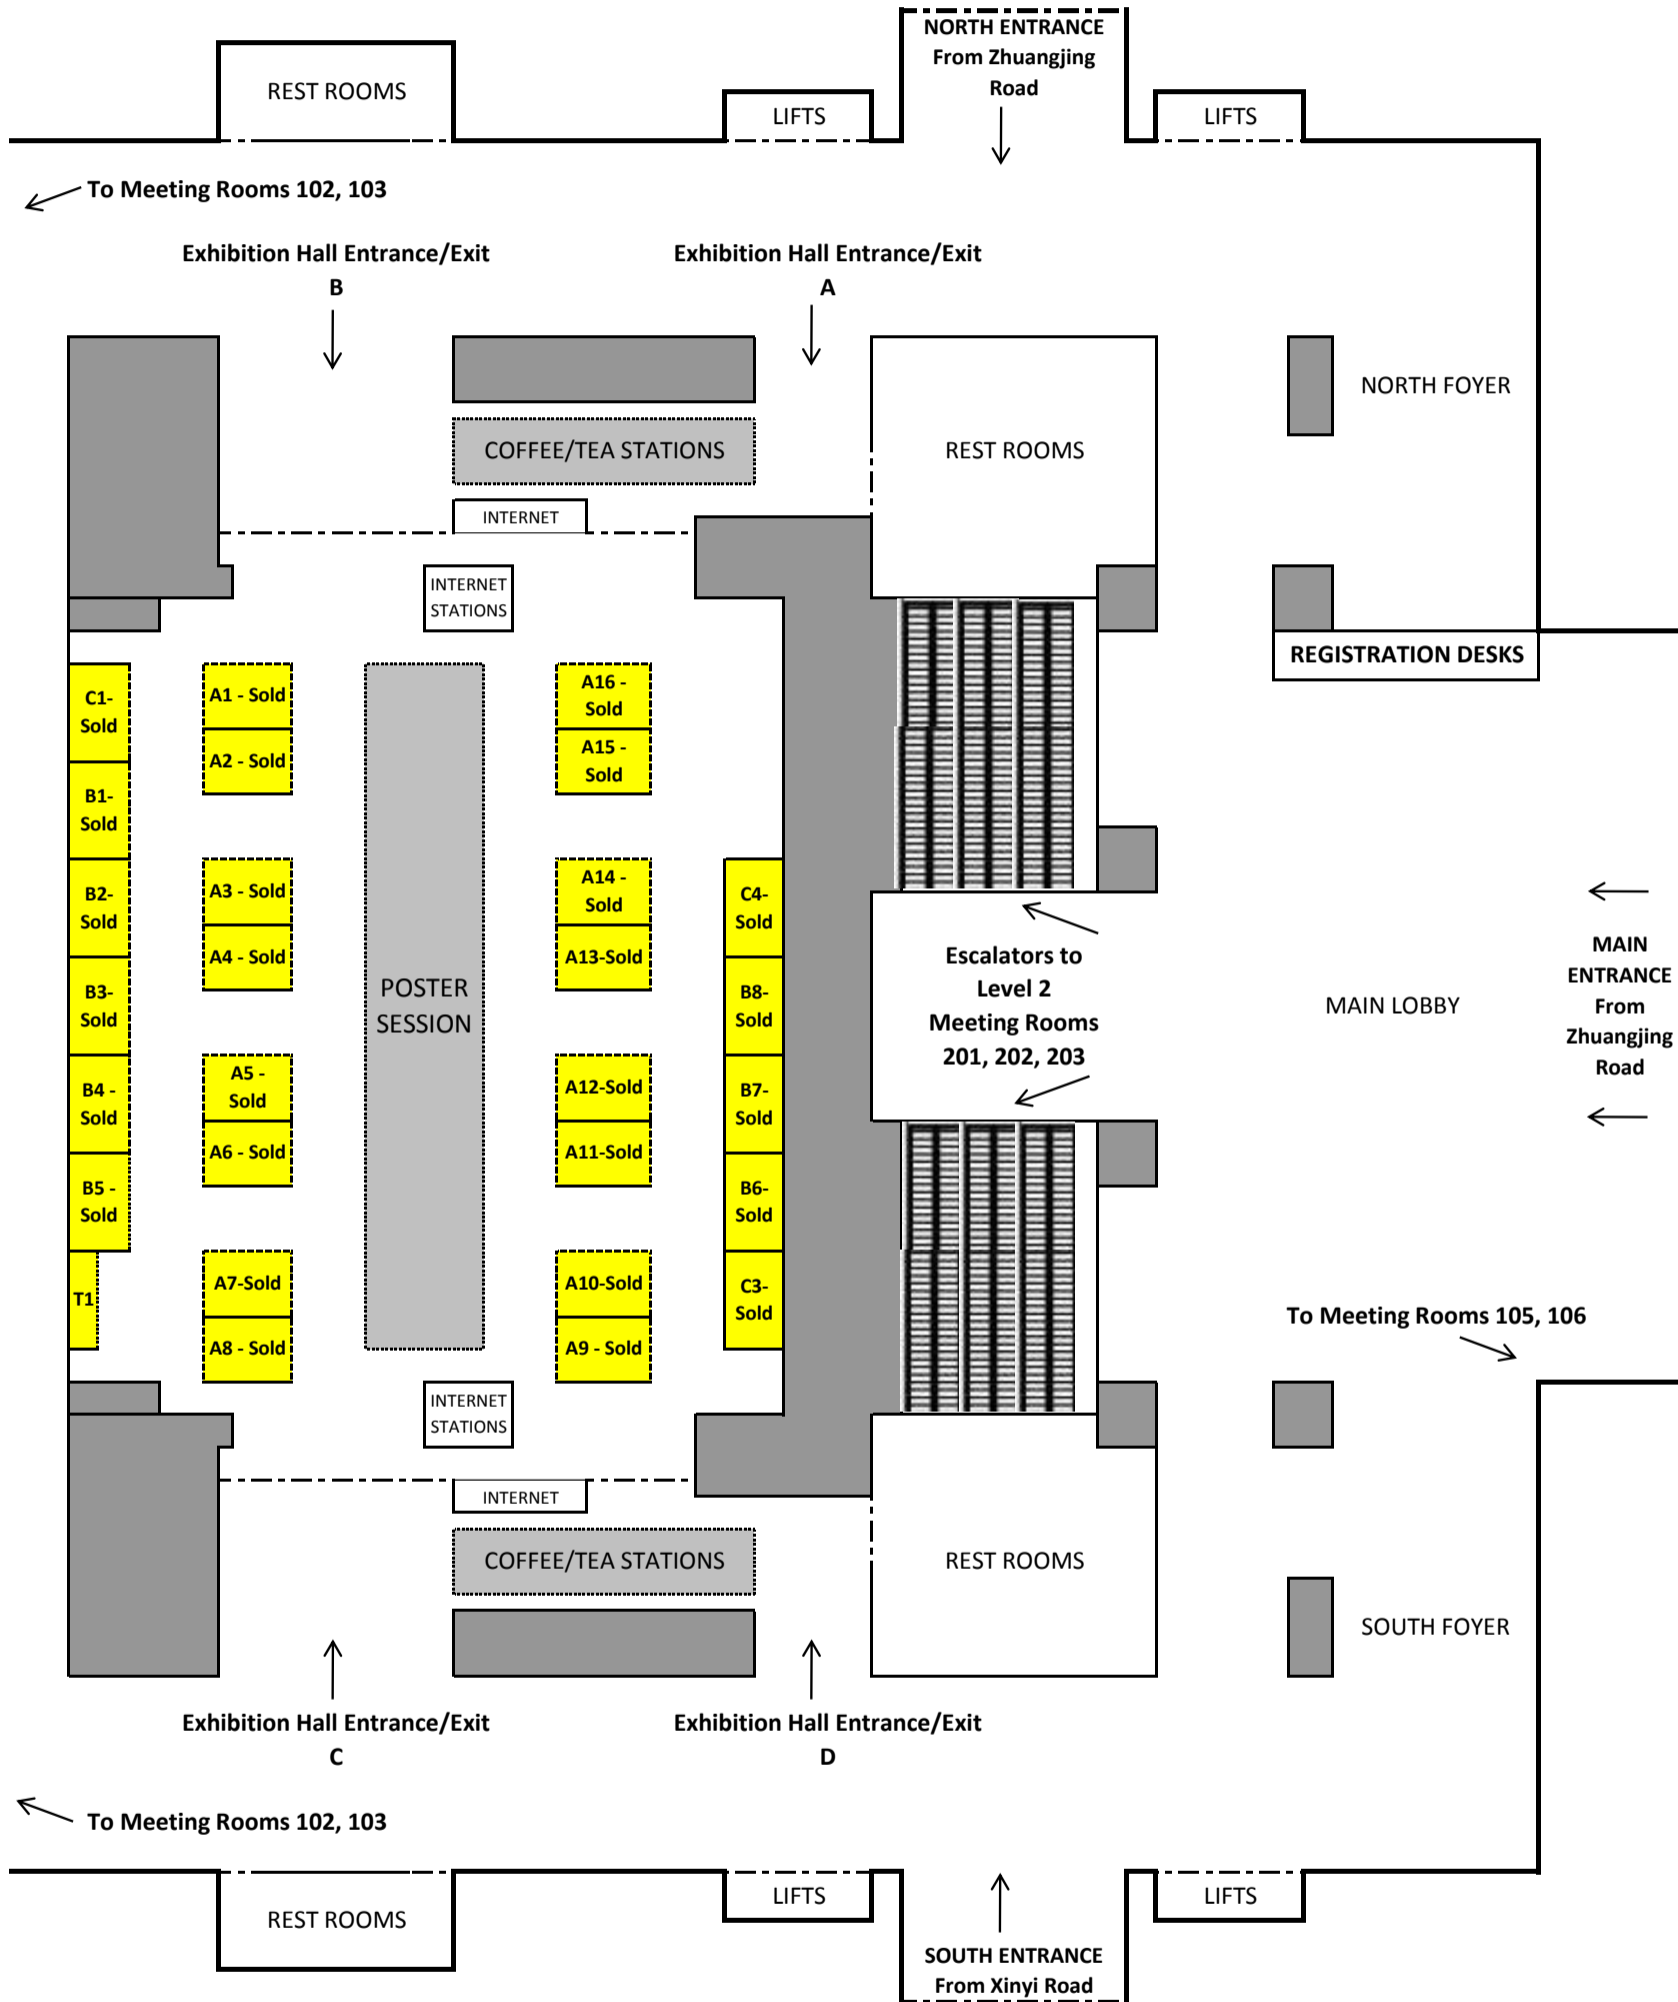 NORTH ENTRANCE
From Zhuangjing
Road
REST ROOMS
LIFTS
LIFTS
To Meeting Rooms 102, 103
Exhibition Hall Entrance/Exit
B
Exhibition Hall Entrance/Exit
A
NORTH FOYER
COFFEE/TEA STATIONS
REST ROOMS
INTERNET
INTERNET
STATIONS
REGISTRATION DESKS
C1-
Sold
A1 - Sold
A16 -
Sold
A2 - Sold
A15 -
Sold
B1-
Sold
B2-
Sold
A3 - Sold
A14 -
Sold
C4-
Sold
A4 - Sold
A13-Sold
B3-
Sold
POSTER
SESSION
B8-
Sold
Escalators to
Level 2
Meeting Rooms
201, 202, 203
MAIN LOBBY
MAIN
ENTRANCE
From
Zhuangjing
Road
B4 -
Sold
A5 -
Sold
A12-Sold
B7-
Sold
A6 - Sold
A11-Sold
B5 -
Sold
B6-
Sold
T1
A7-Sold
A10-Sold
C3-
Sold
A8 - Sold
A9 - Sold
To Meeting Rooms 105, 106
INTERNET
STATIONS
INTERNET
COFFEE/TEA STATIONS
REST ROOMS
SOUTH FOYER
Exhibition Hall Entrance/Exit
C
Exhibition Hall Entrance/Exit
D
To Meeting Rooms 102, 103
REST ROOMS
LIFTS
LIFTS
SOUTH ENTRANCE
From Xinyi Road